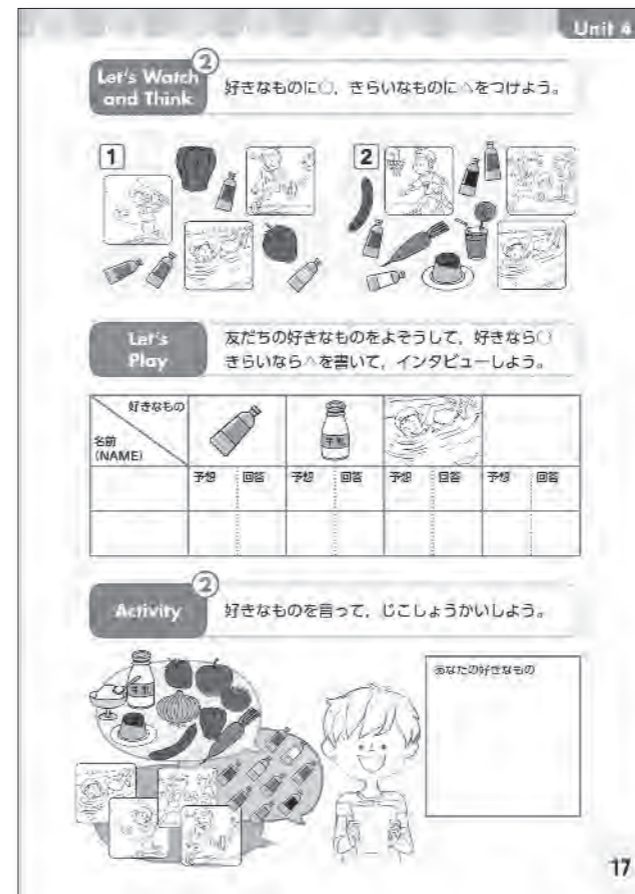 Unit 4
Let's Watch
and Think
②
好きなものに○，きらいなものに△をつけよう。
1
2
Let's
Play
友だちの好きなものをよそうして，好きなら○
きらいなら△を書いて，インタビューしよう。
好きなもの
名前
(NAME)
牛乳
予想 回答 予想 回答 予想 回答 予想 回答
Activity
②
好きなものを言って，じこしょうかいしよう。
牛乳
あなたの好きなもの
17